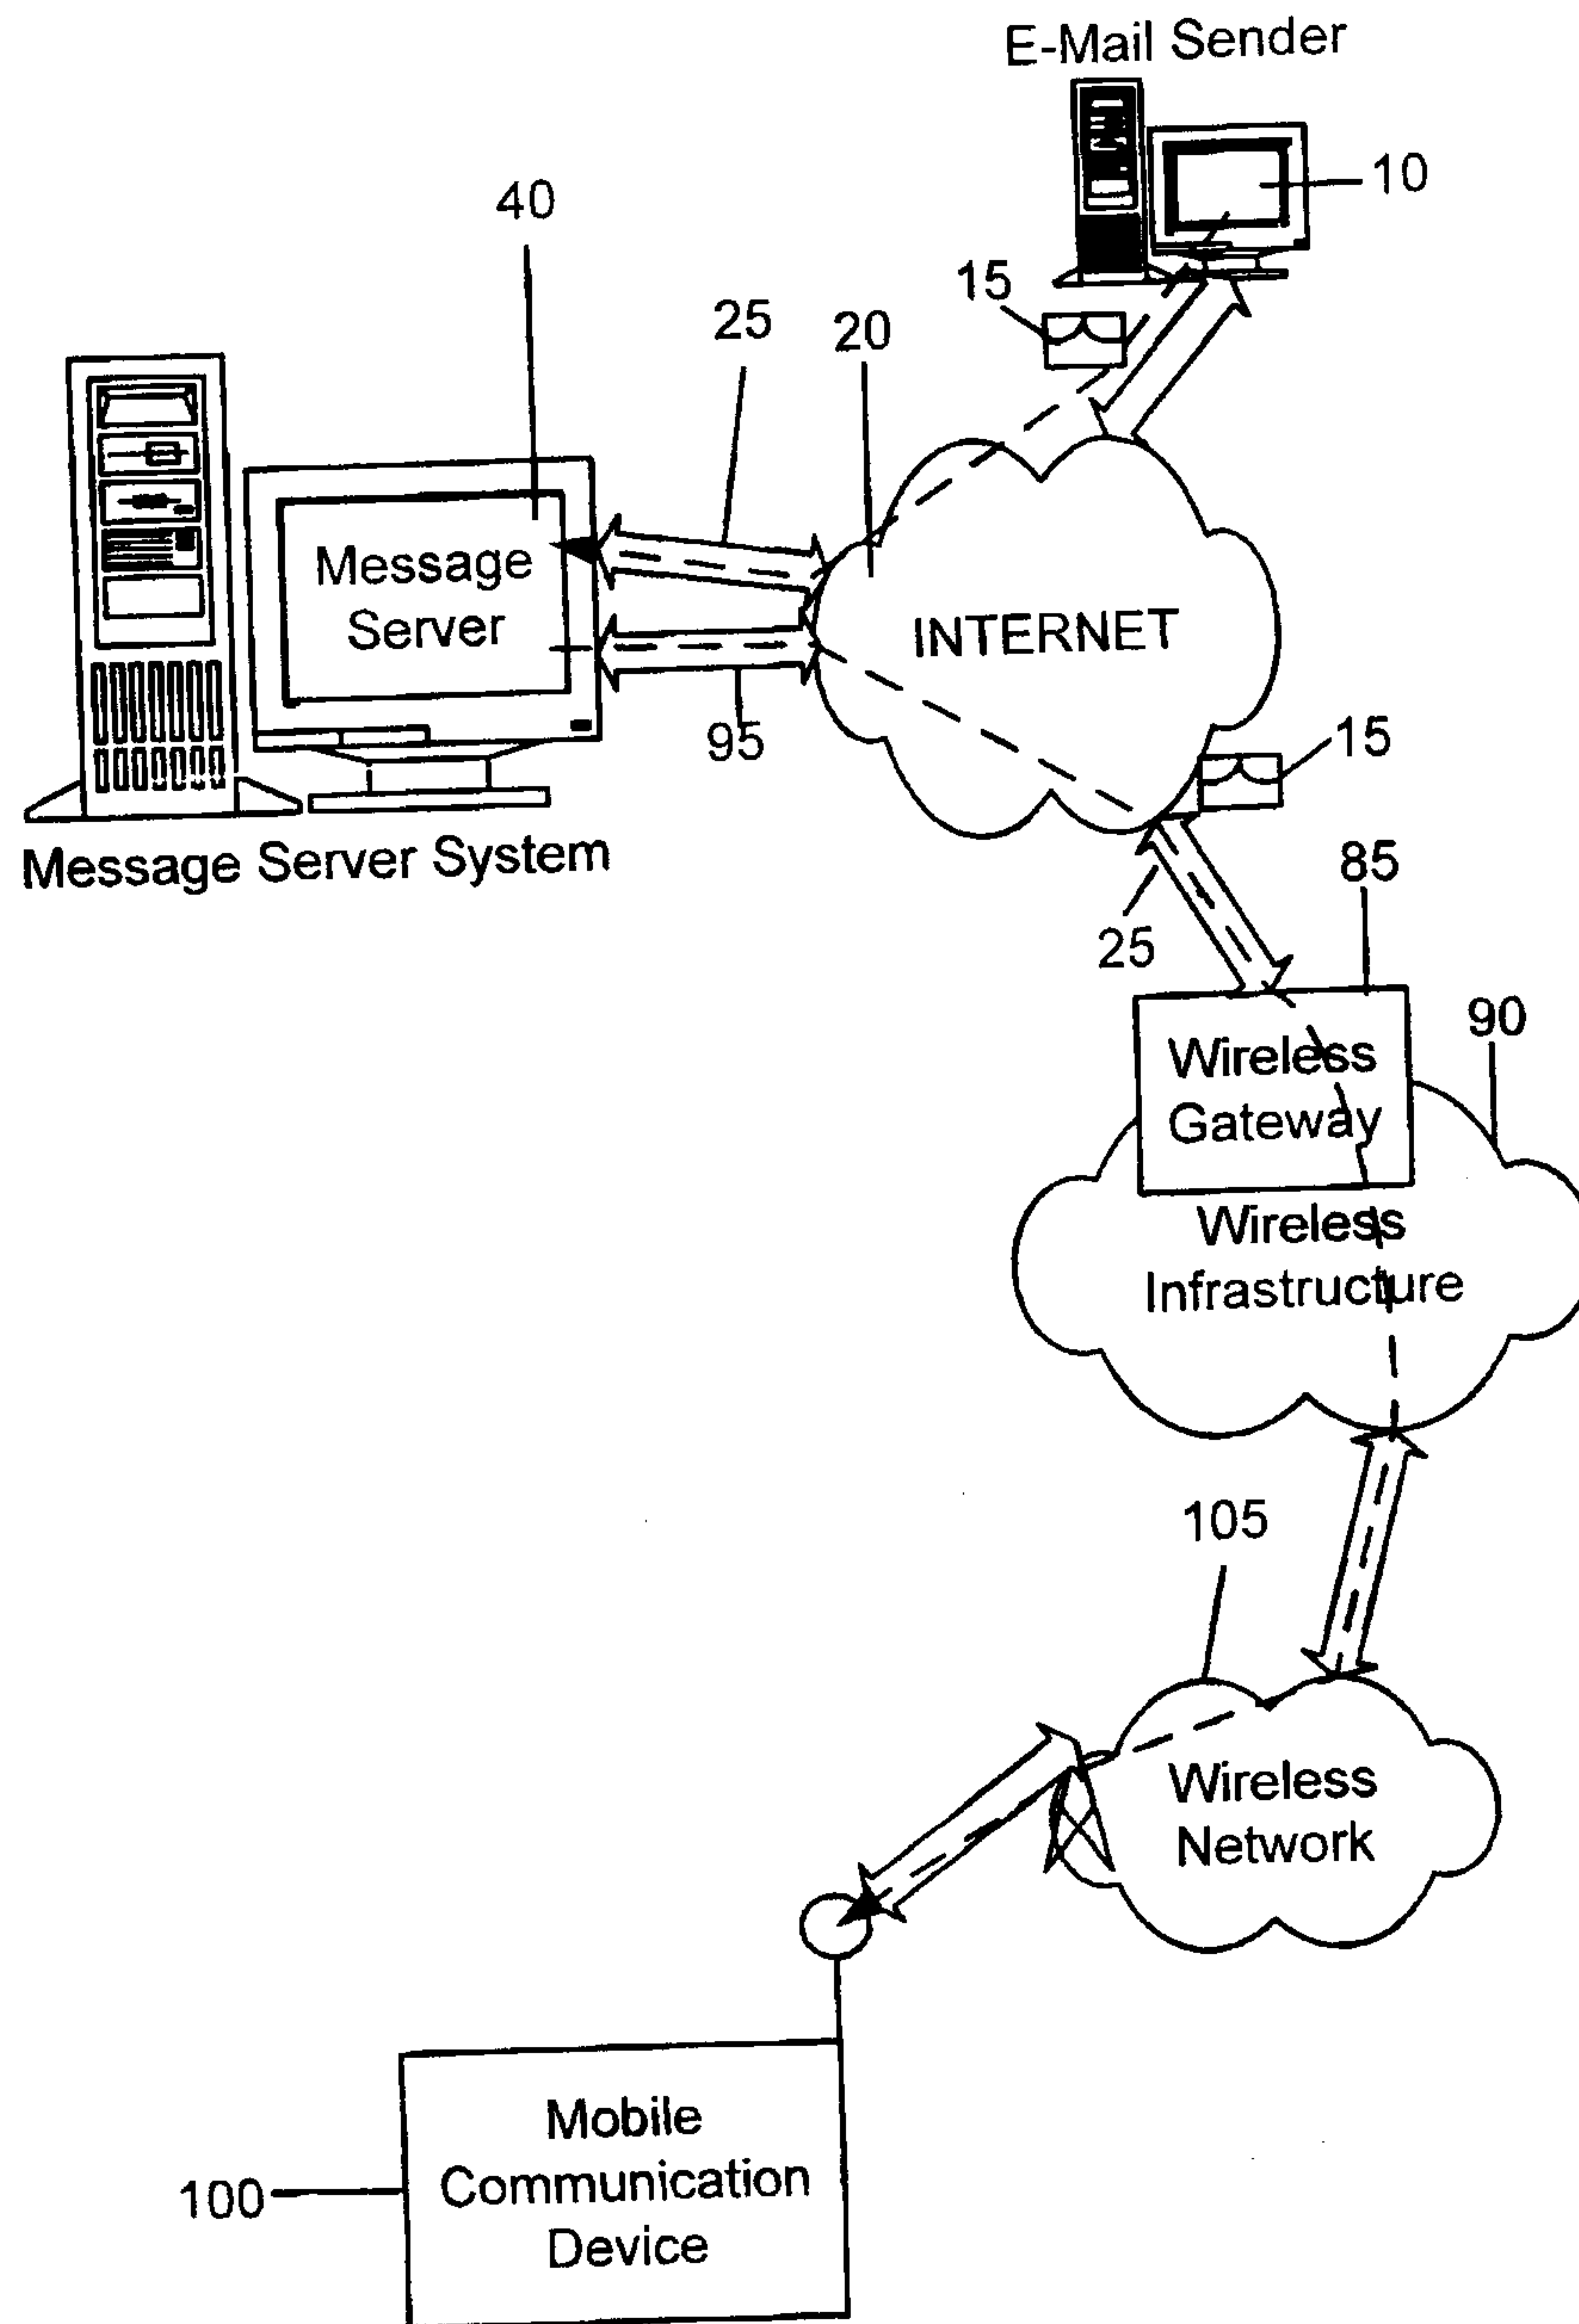 E-Mail Sender
10
40
15
25
20
Message
Server
INTERNET
95
15
Message Server System
85
25
90
Wireless
Gateway
Wireless
Infrastructure
105
Wireless
Network
Mobile
Communication
Device
100